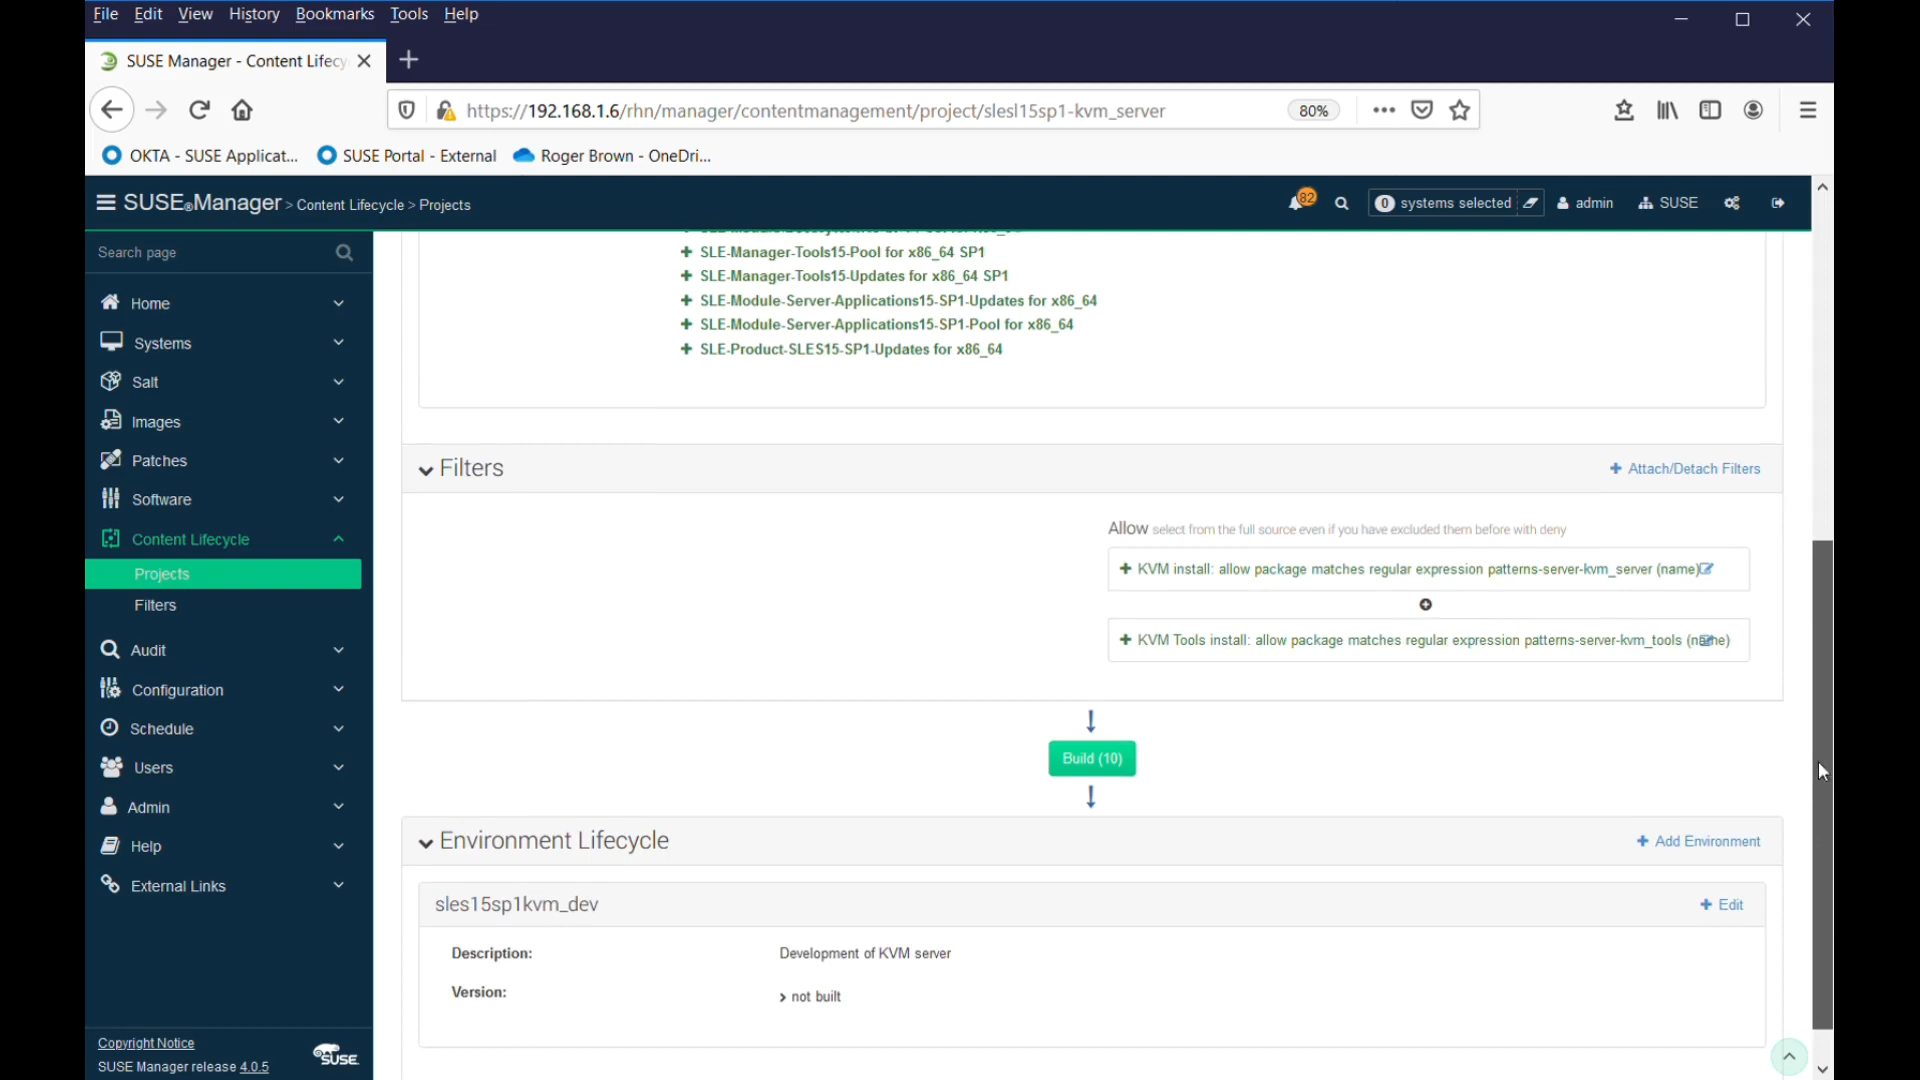 File Edit View History Bookmarks Tools Help
SUSE Manager - Content Lifecy
https://192.168.1.6/rhn/manager/contentmanagement/project/slesl15sp1-kvm_server 80%
OKTA - SUSE Applicat... SUSE Portal - External Roger Brown - OneDri...
SUSE®Manager > Content Lifecycle > Projects 82 0 systems selected admin SUSE
Search page
Home
Systems
Salt
Images
Patches
Software
Content Lifecycle
Projects
Filters
Audit
Configuration
Schedule
Users
Admin
Help
External Links
Copyright Notice
SUSE Manager release 4.0.5
SUSE
SLE-Manager-Tools15-Pool for x86_64 SP1
SLE-Manager-Tools15-Updates for x86_64 SP1
SLE-Module-Server-Applications15-SP1-Updates for x86_64
SLE-Module-Server-Applications15-SP1-Pool for x86_64
SLE-Product-SLES15-SP1-Updates for x86_64
Filters + Attach/Detach Filters
Allow select from the full source even if you have excluded them before with deny
+ KVM install: allow package matches regular expression patterns-server-kvm_server (name)
+ KVM Tools install: allow package matches regular expression patterns-server-kvm_tools (name)
Build (10)
Environment Lifecycle + Add Environment
sles15sp1kvm_dev + Edit
Description: Development of KVM server
Version: > not built